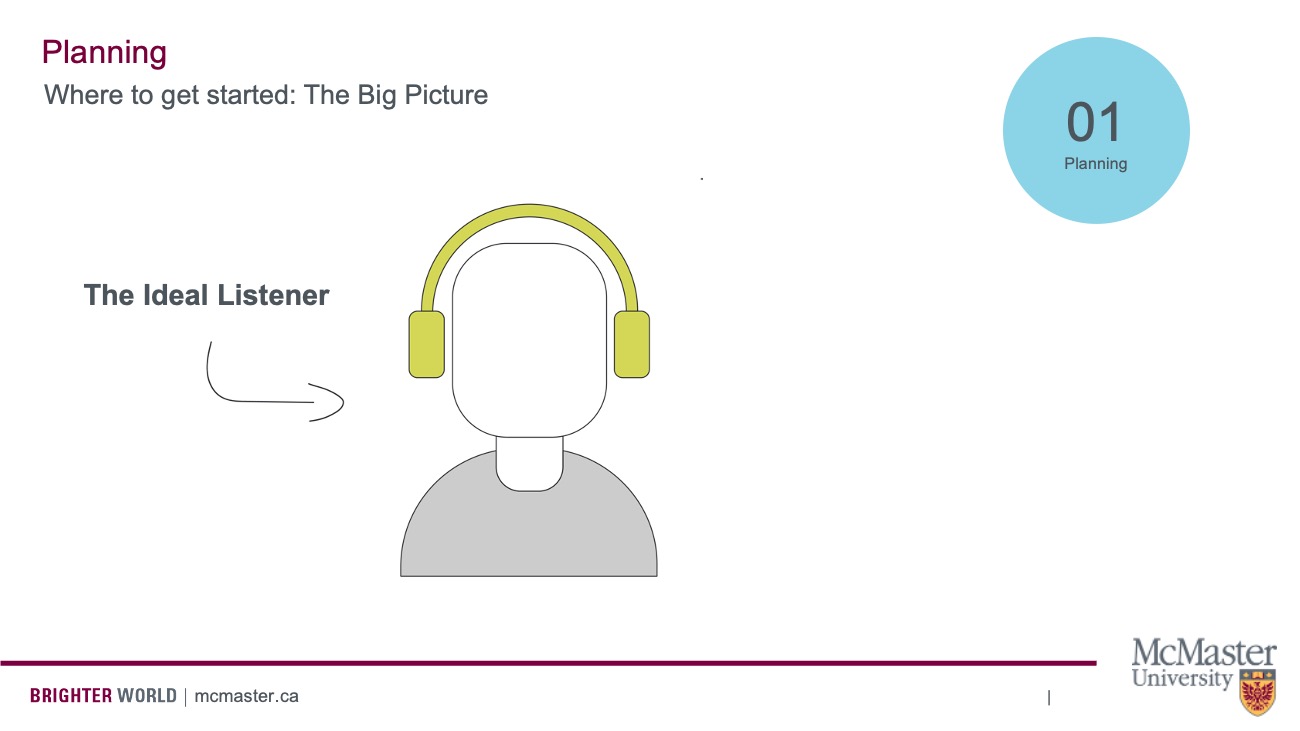 Planning
Where to get started: The Big Picture
01
Planning
.
The Ideal Listener
BRIGHTER WORLD | mcmaster.ca
|
McMaster
University